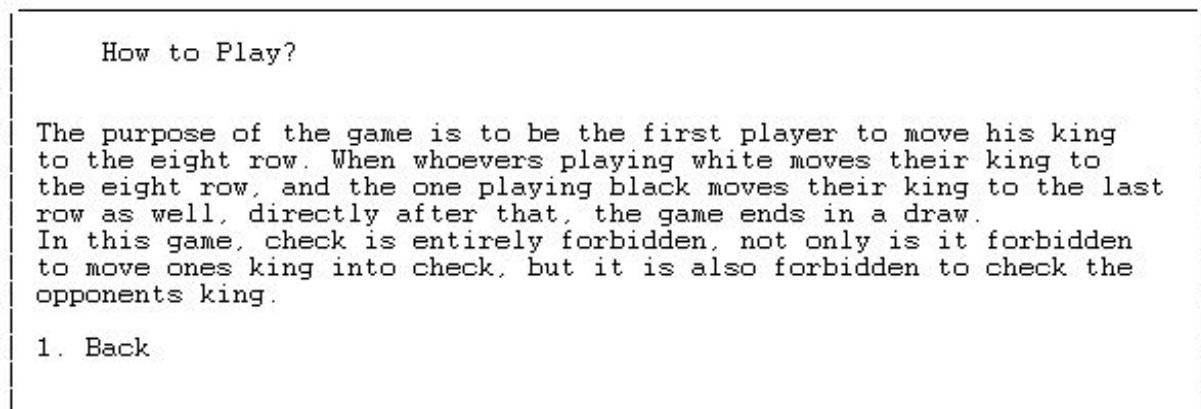 How to Play?
The purpose of the game is to be the first player to move his king
to the eight row. When whoevers playing white moves their king to
the eight row, and the one playing black moves their king to the last
row as well, directly after that, the game ends in a draw.
In this game, check is entirely forbidden, not only is it forbidden
to move ones king into check, but it is also forbidden to check the
opponents king.
1. Back